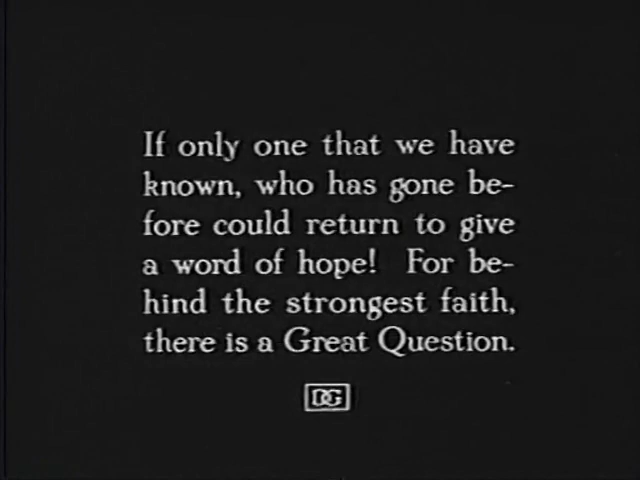 If only one that we have
known, who has gone be-
fore could return to give
a word of hope! For be-
hind the strongest faith,
there is a Great Question.
DG